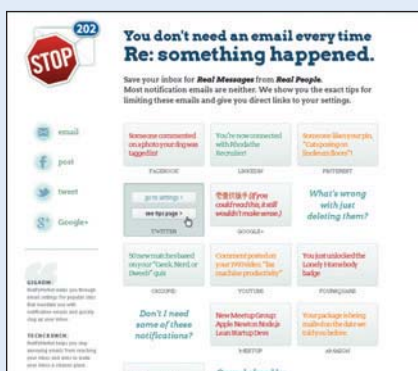 202
STOP
You don't need an email every time
Re: something happened.
Save your inbox for Real Messages from Real People.
Most notification emails are neither. We show you the exact tips for
limiting these emails and give you direct links to your settings.
email
post
tweet
Google+
Someone commented
on a photo your dog was
tagged in!
FACEBOOK
You're now connected
with Rhoda the
Recruiter!
LINKEDIN
Someone likes your pin,
"Cats posing on
linoleum floors"!
PINTEREST
go to settings >
see tips page >
TWITTER
(If you
could read this, it still
wouldn't make sense.)
GOOGLE+
What's wrong
with just
deleting them?
50 new matches based
on your "Geek, Nerd, or
Dweeb" quiz
OKCUPID
Comment posted on
your video: "fax
machine productivity"
YOUTUBE
You just unlocked the
Lonely Homebody
badge
FOURSQUARE
Don't I need
some of these
notifications?
New Meetup Group:
Apple Newton Node.js
Lean Startup Devs
MEETUP
Your package is being
mailed on the date we
told you before.
AMAZON
GIGAOM:
TECHCRUNCH: